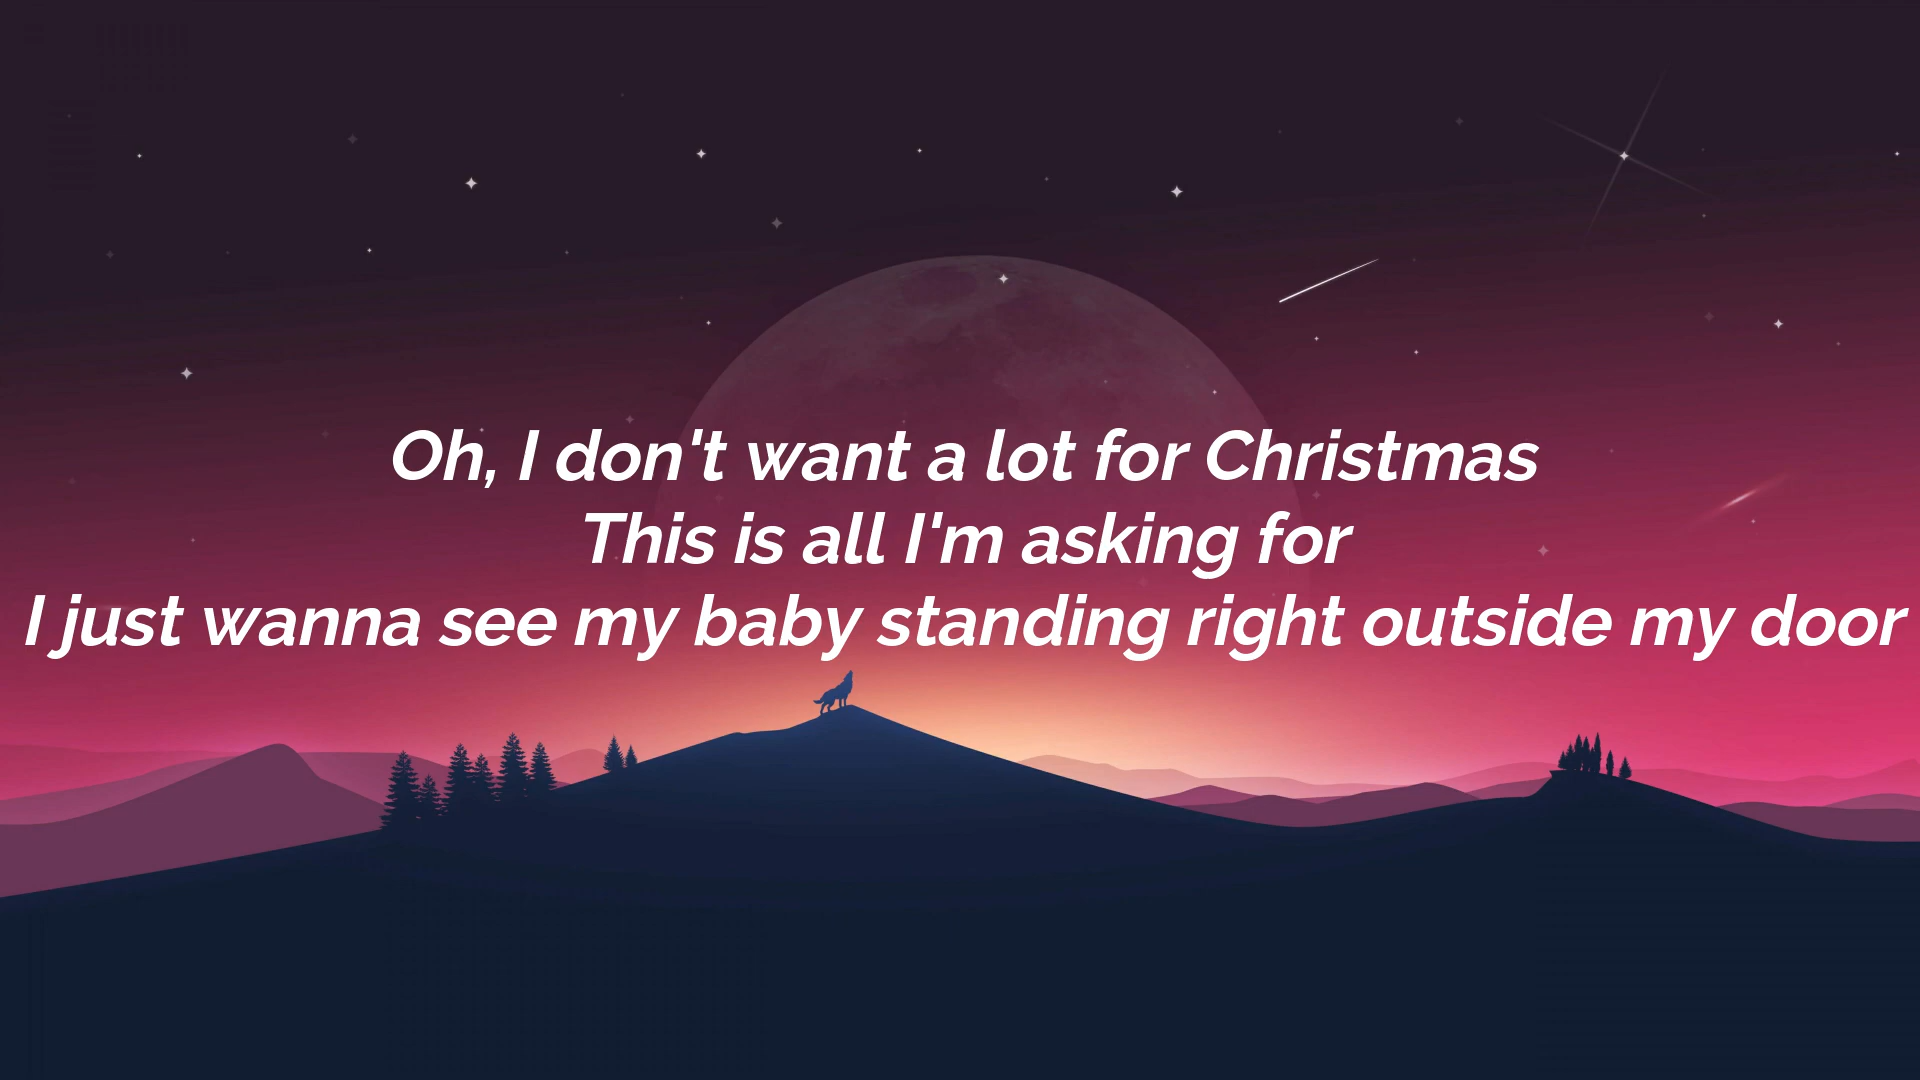 Oh, I don't want a lot for Christmas
This is all I'm asking for
I just wanna see my baby standing right outside my door